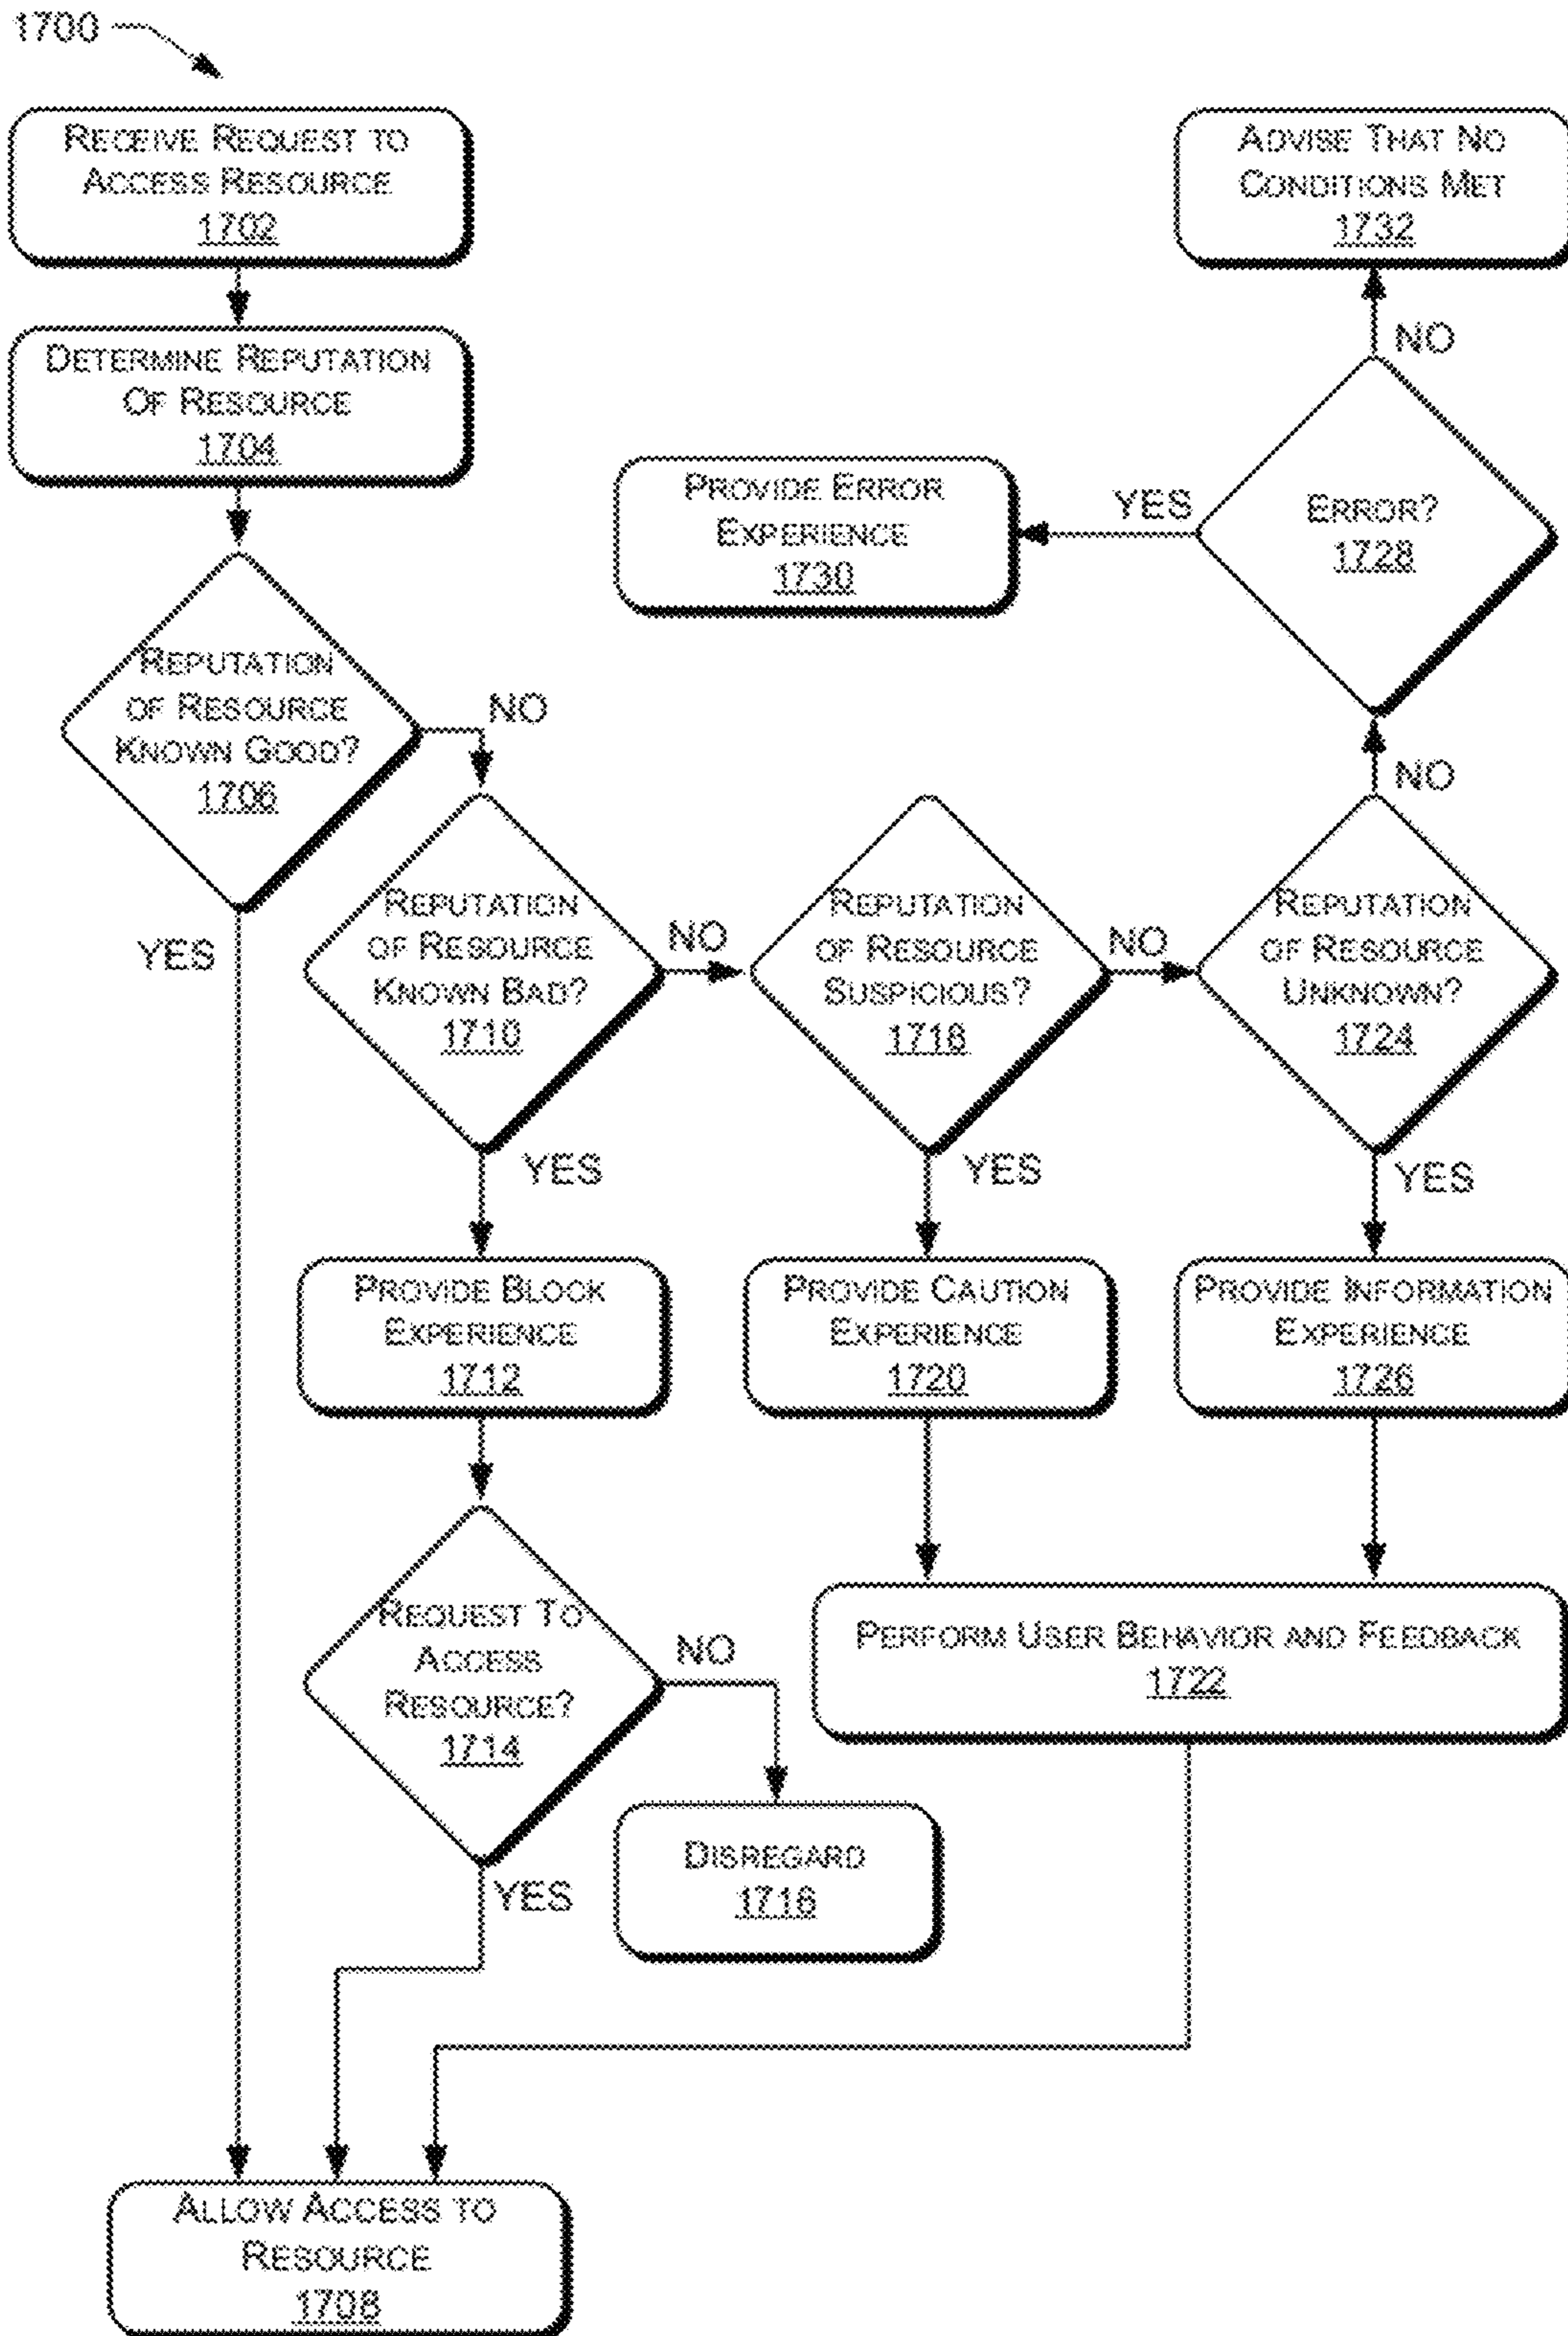 1700
RECEIVE REQUEST TO
ACCESS RESOURCE
1702
DETERMINE REPUTATION
OF RESOURCE
1704
REPUTATION
OF RESOURCE
KNOWN GOOD?
1706
YES
NO
REPUTATION
OF RESOURCE
KNOWN BAD?
1710
NO
YES
PROVIDE BLOCK
EXPERIENCE
1712
REQUEST TO
ACCESS
RESOURCE?
1714
NO
YES
DISREGARD
1716
REPUTATION
OF RESOURCE
SUSPICIOUS?
1718
NO
YES
PROVIDE CAUTION
EXPERIENCE
1720
REPUTATION
OF RESOURCE
UNKNOWN?
1724
NO
YES
PROVIDE INFORMATION
EXPERIENCE
1726
PERFORM USER BEHAVIOR AND FEEDBACK
1722
ERROR?
1728
YES
NO
PROVIDE ERROR
EXPERIENCE
1730
ADVISE THAT NO
CONDITIONS MET
1732
ALLOW ACCESS TO
RESOURCE
1708